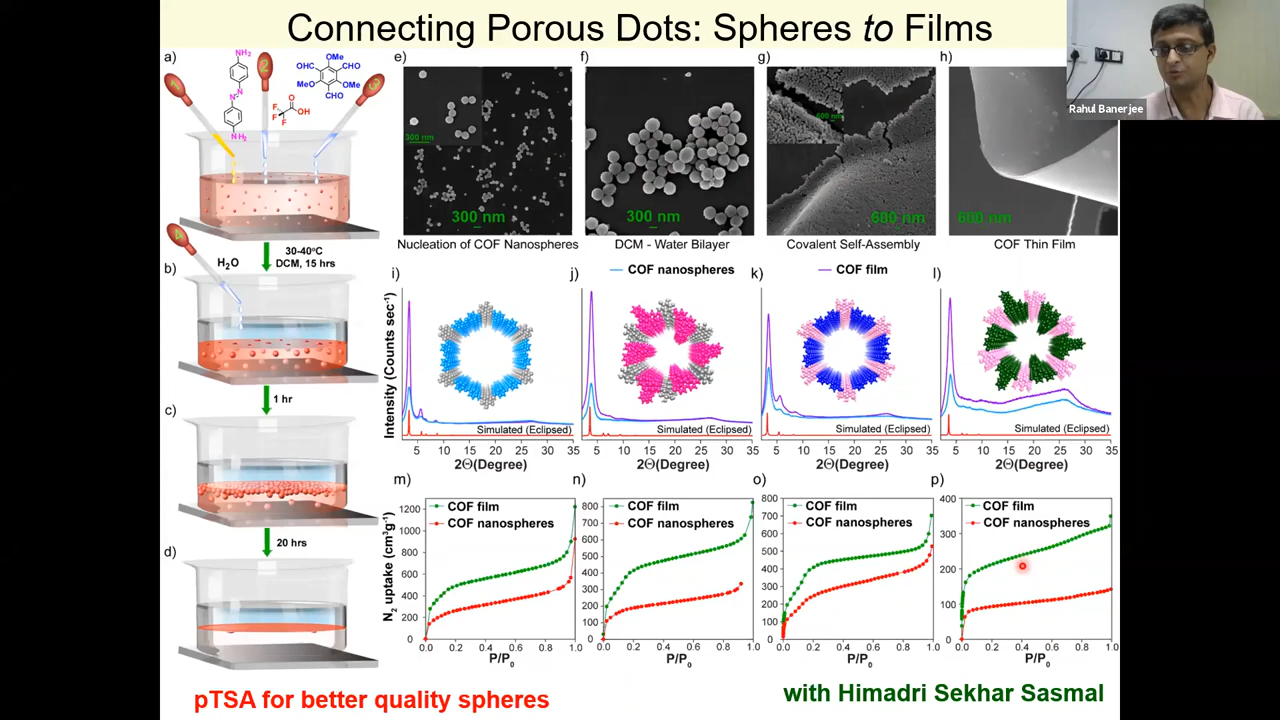 Connecting Porous Dots: Spheres to Films
Rahul Banerjee
a)
1
2
3
NH₂
N
N
NH₂
OMe
OHC
CHO
MeO
OMe
CHO
O
F
OH
F
F
30-40°C
DCM, 15 hrs
b)
4
H₂O
1 hr
c)
20 hrs
d)
e)
300 nm
300 nm
Nucleation of COF Nanospheres
f)
300 nm
DCM - Water Bilayer
g)
600 nm
600 nm
Covalent Self-Assembly
h)
600 nm
COF Thin Film
i)
j)
COF nanospheres
k)
COF film
l)
Intensity (Counts sec⁻¹)
Simulated (Eclipsed)
Simulated (Eclipsed)
Simulated (Eclipsed)
Simulated (Eclipsed)
5 10 15 20 25 30 35
5 10 15 20 25 30 35
5 10 15 20 25 30 35
5 10 15 20 25 30 35
2Θ(Degree)
2Θ(Degree)
2Θ(Degree)
2Θ(Degree)
m)
N₂ uptake (cm³g⁻¹)
1200
1000
800
600
400
200
0
COF film
COF nanospheres
0.0 0.2 0.4 0.6 0.8 1.0
P/P₀
n)
800
700
600
500
400
300
200
100
0
COF film
COF nanospheres
0.0 0.2 0.4 0.6 0.8 1.0
P/P₀
o)
800
700
600
500
400
300
200
100
0
COF film
COF nanospheres
0.0 0.2 0.4 0.6 0.8 1.0
P/P₀
p)
400
300
200
100
0
COF film
COF nanospheres
0.0 0.2 0.4 0.6 0.8 1.0
P/P₀
pTSA for better quality spheres
with Himadri Sekhar Sasmal